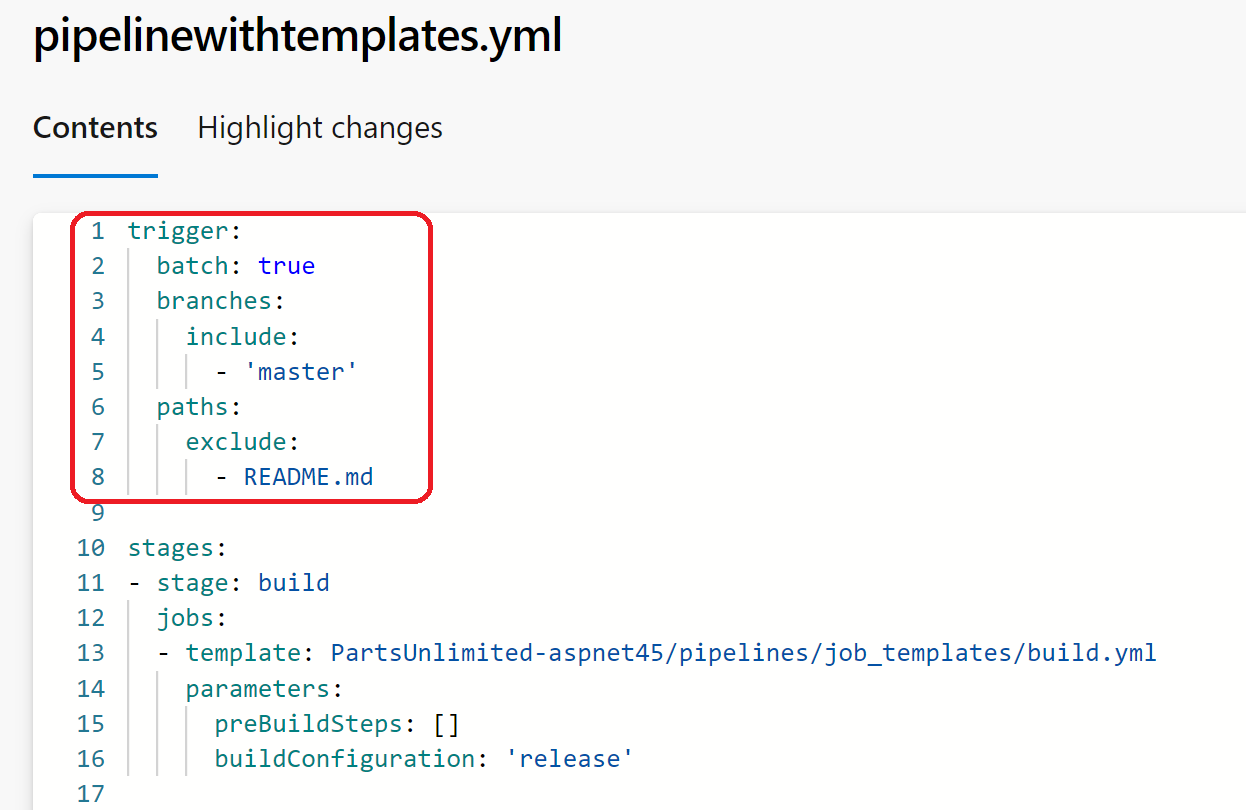 pipelinewithtemplates.yml
Contents Highlight changes
1 trigger:
2   batch: true
3   branches:
4     include:
5       - 'master'
6   paths:
7     exclude:
8       - README.md
9
10 stages:
11 - stage: build
12   jobs:
13   - template: PartsUnlimited-aspnet45/pipelines/job_templates/build.yml
14     parameters:
15       preBuildSteps: []
16       buildConfiguration: 'release'
17